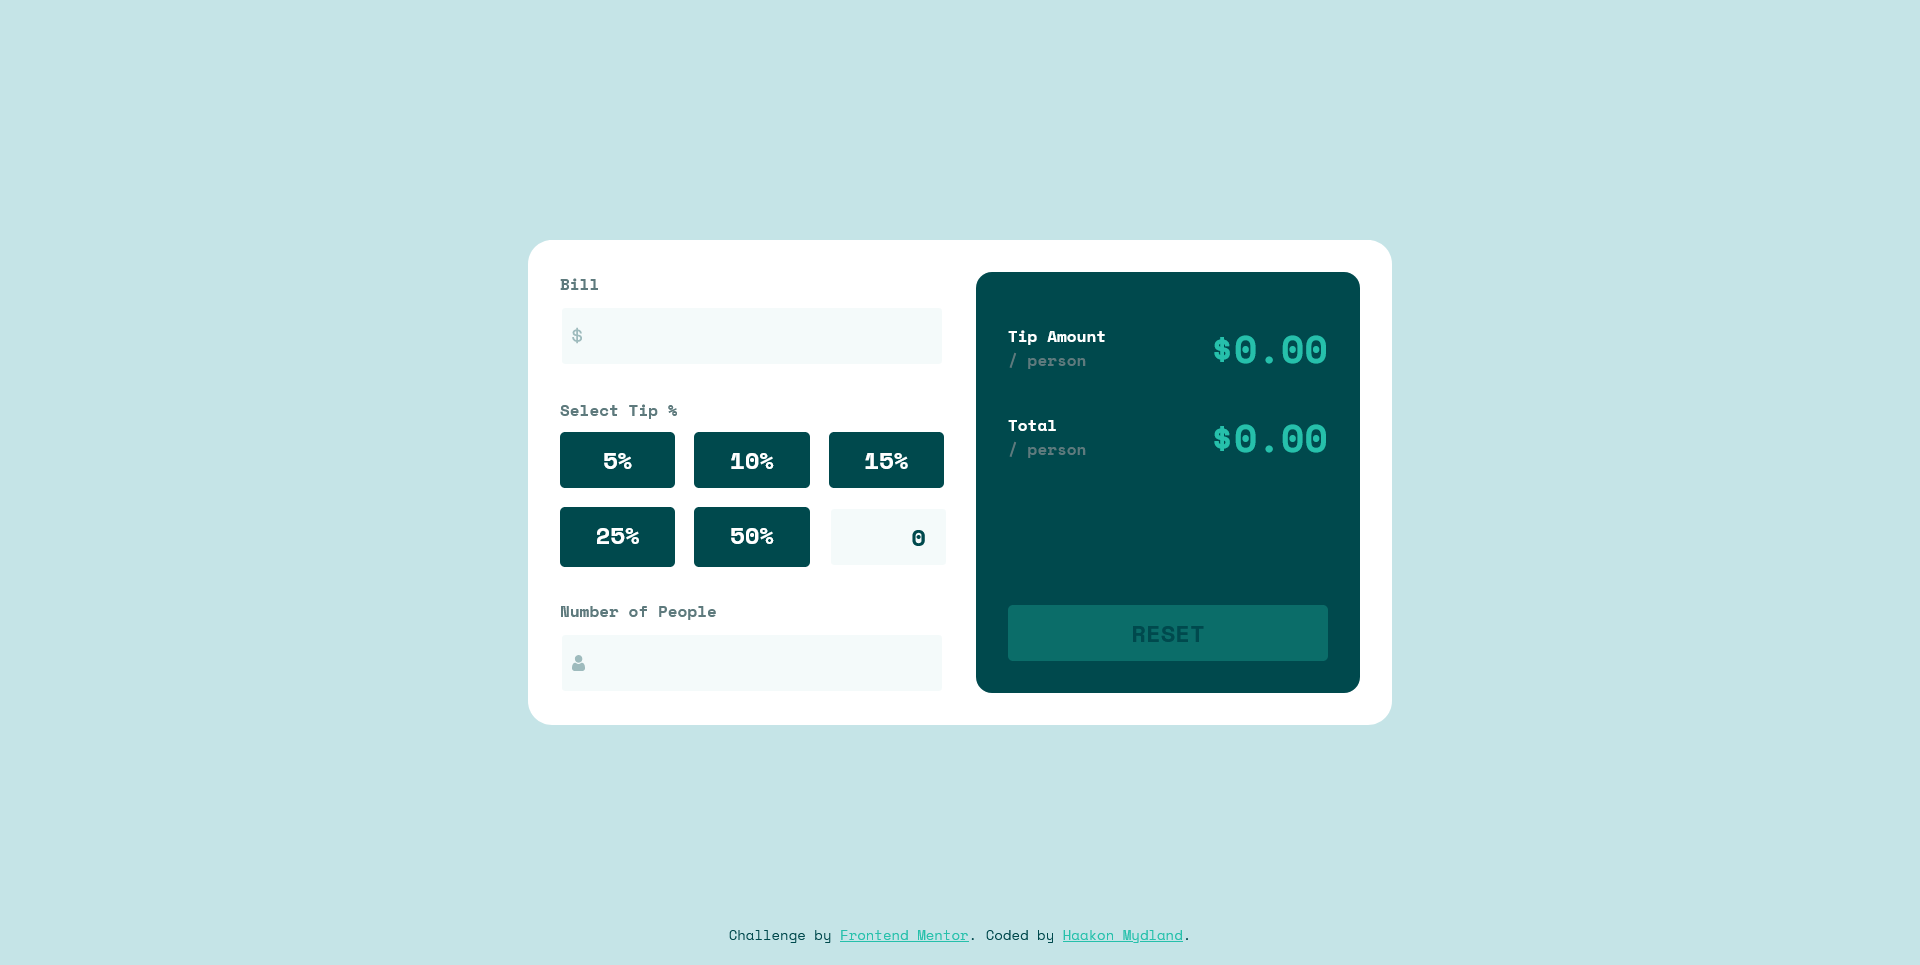 Bill
$
Select Tip %
5% 10% 15%
25% 50% 0
Number of People
Tip Amount
/ person
$0.00
Total
/ person
$0.00
RESET
Challenge by Frontend Mentor. Coded by Haakon Mydland.